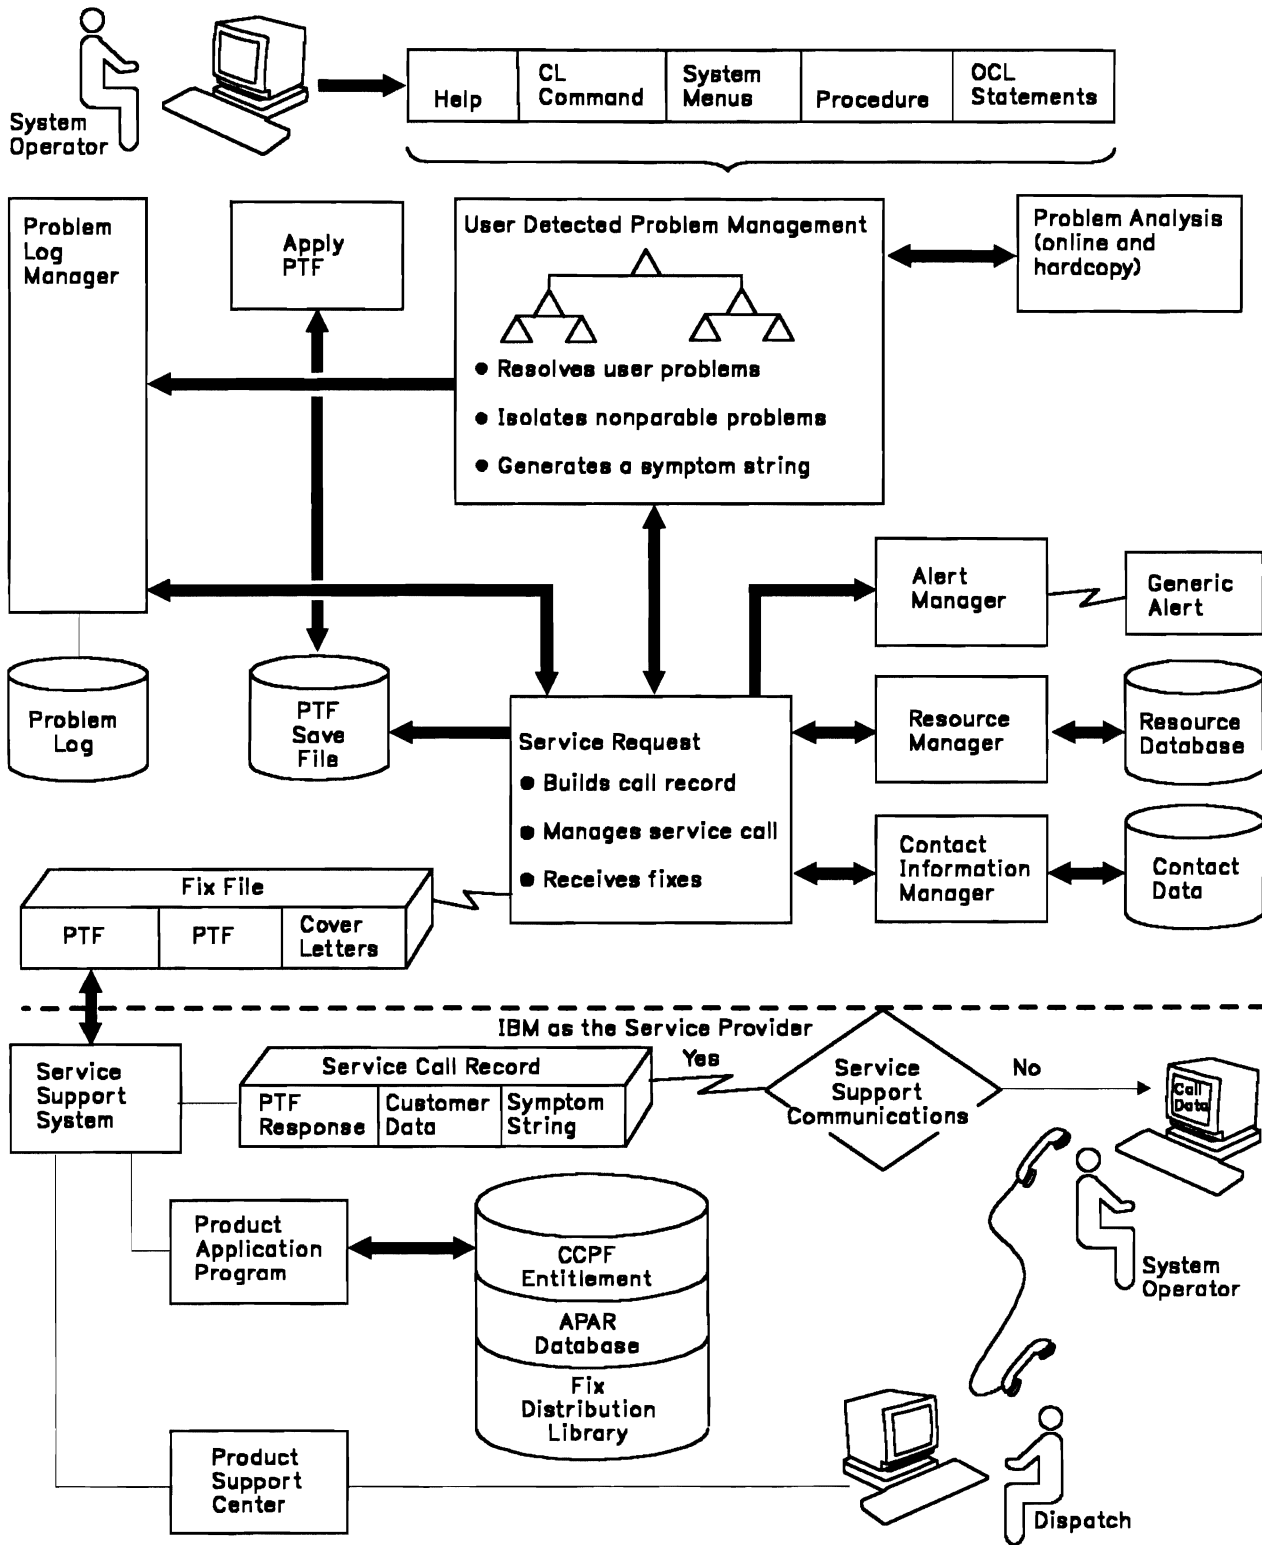 System
Operator
Help
CL
Command
System
Menus
Procedure
OCL
Statements
Problem
Log
Manager
Apply
PTF
User Detected Problem Management
● Resolves user problems
● Isolates nonparable problems
● Generates a symptom string
Problem Analysis
(online and
hardcopy)
Alert
Manager
Generic
Alert
Problem
Log
PTF
Save
File
Service Request
● Builds call record
● Manages service call
● Receives fixes
Resource
Manager
Resource
Database
Contact
Information
Manager
Contact
Data
Fix File
PTF
PTF
Cover
Letters
IBM as the Service Provider
Service
Support
System
Service Call Record
PTF
Response
Customer
Data
Symptom
String
Yes
Service
Support
Communications
No
Call
Data
Product
Application
Program
CCPF
Entitlement
APAR
Database
Fix
Distribution
Library
System
Operator
Product
Support
Center
Dispatch